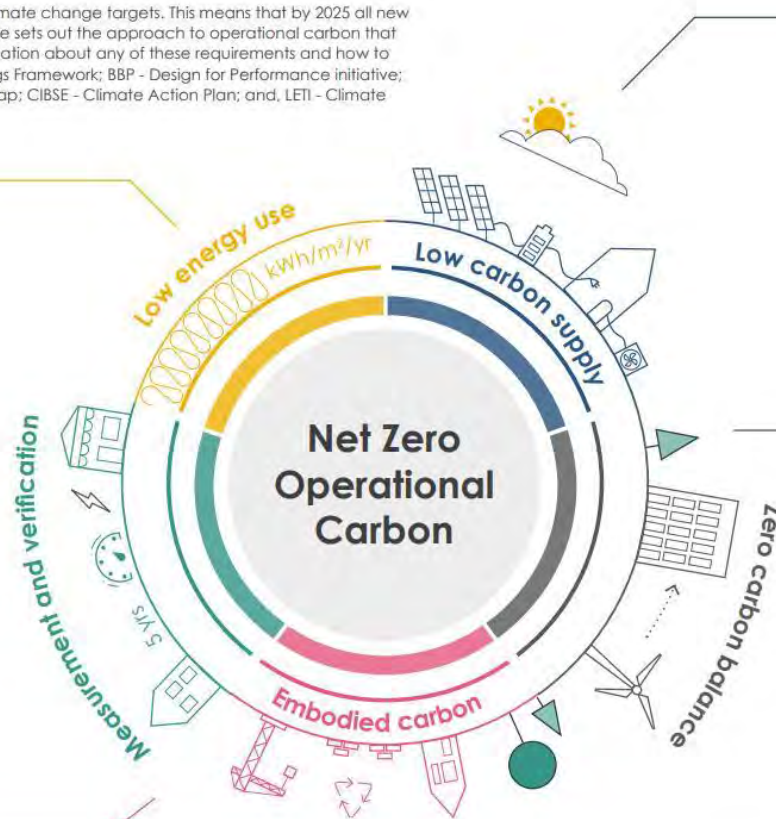 mate change targets. This means that by 2025 all new
e sets out the approach to operational carbon that
ation about any of these requirements and how to
gs Framework; BBP - Design for Performance initiative;
ap; CIBSE - Climate Action Plan; and, LETI - Climate
Low energy use
kWh/m²/yr
Low carbon supply
Net Zero
Operational
Carbon
Measurement and verification
5 yrs
Zero carbon balance
Embodied carbon